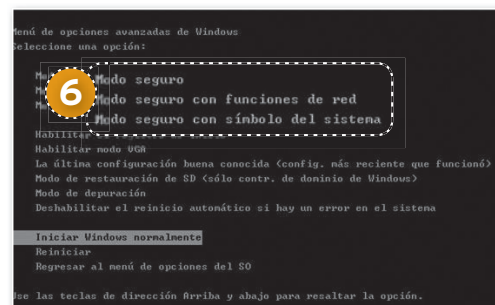 Menú de opciones avanzadas de Windows
Seleccione una opción:
6
Modo seguro
Modo seguro con funciones de red
Modo seguro con símbolo del sistema
Habilitar
Habilitar modo VGA
La última configuración buena conocida (config. más reciente que funcionó)
Modo de restauración de SD (sólo contr. de dominio de Windows)
Modo de depuración
Deshabilitar el reinicio automático si hay un error en el sistema
Iniciar Windows normalmente
Reiniciar
Regresar al menú de opciones del SO
Use las teclas de dirección Arriba y abajo para resaltar la opción.